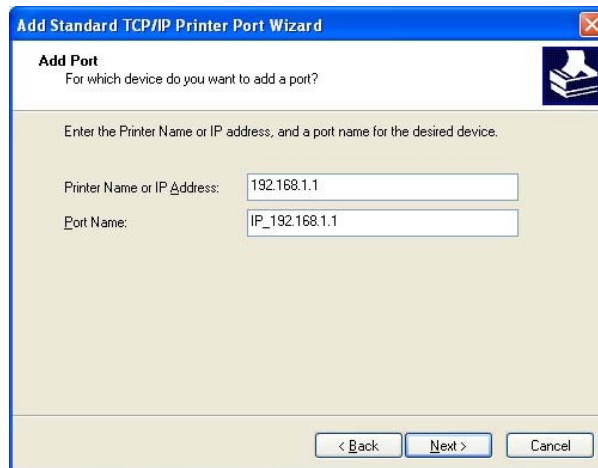 Add Standard TCP/IP Printer Port Wizard
Add Port
For which device do you want to add a port?
Enter the Printer Name or IP address, and a port name for the desired device.
Printer Name or IP Address: 192.168.1.1
Port Name: IP_192.168.1.1
< Back Next > Cancel